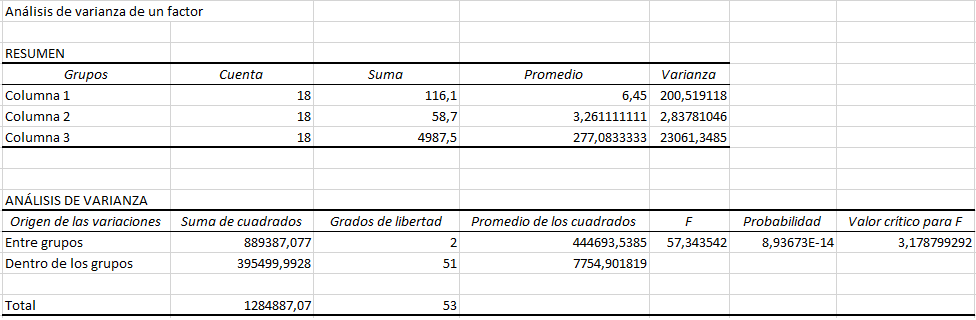 Análisis de varianza de un factor
RESUMEN
Grupos Cuenta Suma Promedio Varianza
Columna 1 18 116,1 6,45 200,519118
Columna 2 18 58,7 3,261111111 2,83781046
Columna 3 18 4987,5 277,0833333 23061,3485
ANÁLISIS DE VARIANZA
Origen de las variaciones Suma de cuadrados Grados de libertad Promedio de los cuadrados F Probabilidad Valor crítico para F
Entre grupos 889387,077 2 444693,5385 57,343542 8,93673E-14 3,178799292
Dentro de los grupos 395499,9928 51 7754,901819
Total 1284887,07 53